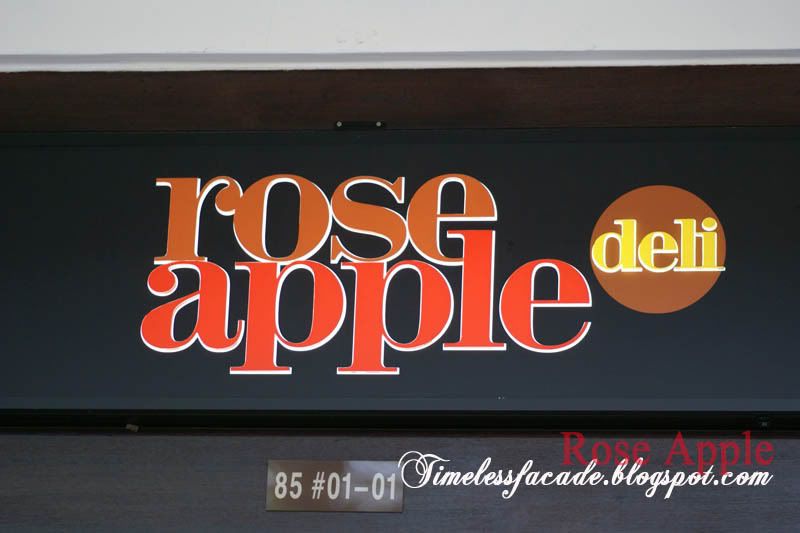 rose
apple
deli
Rose Apple
85 #01-01
Timelessfacade.blogspot.com